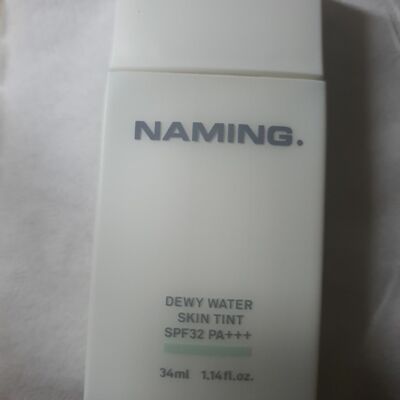 NAMING.
DEWY WATER
SKIN TINT
SPF32 PA+++
34ml 1.14fl.oz.